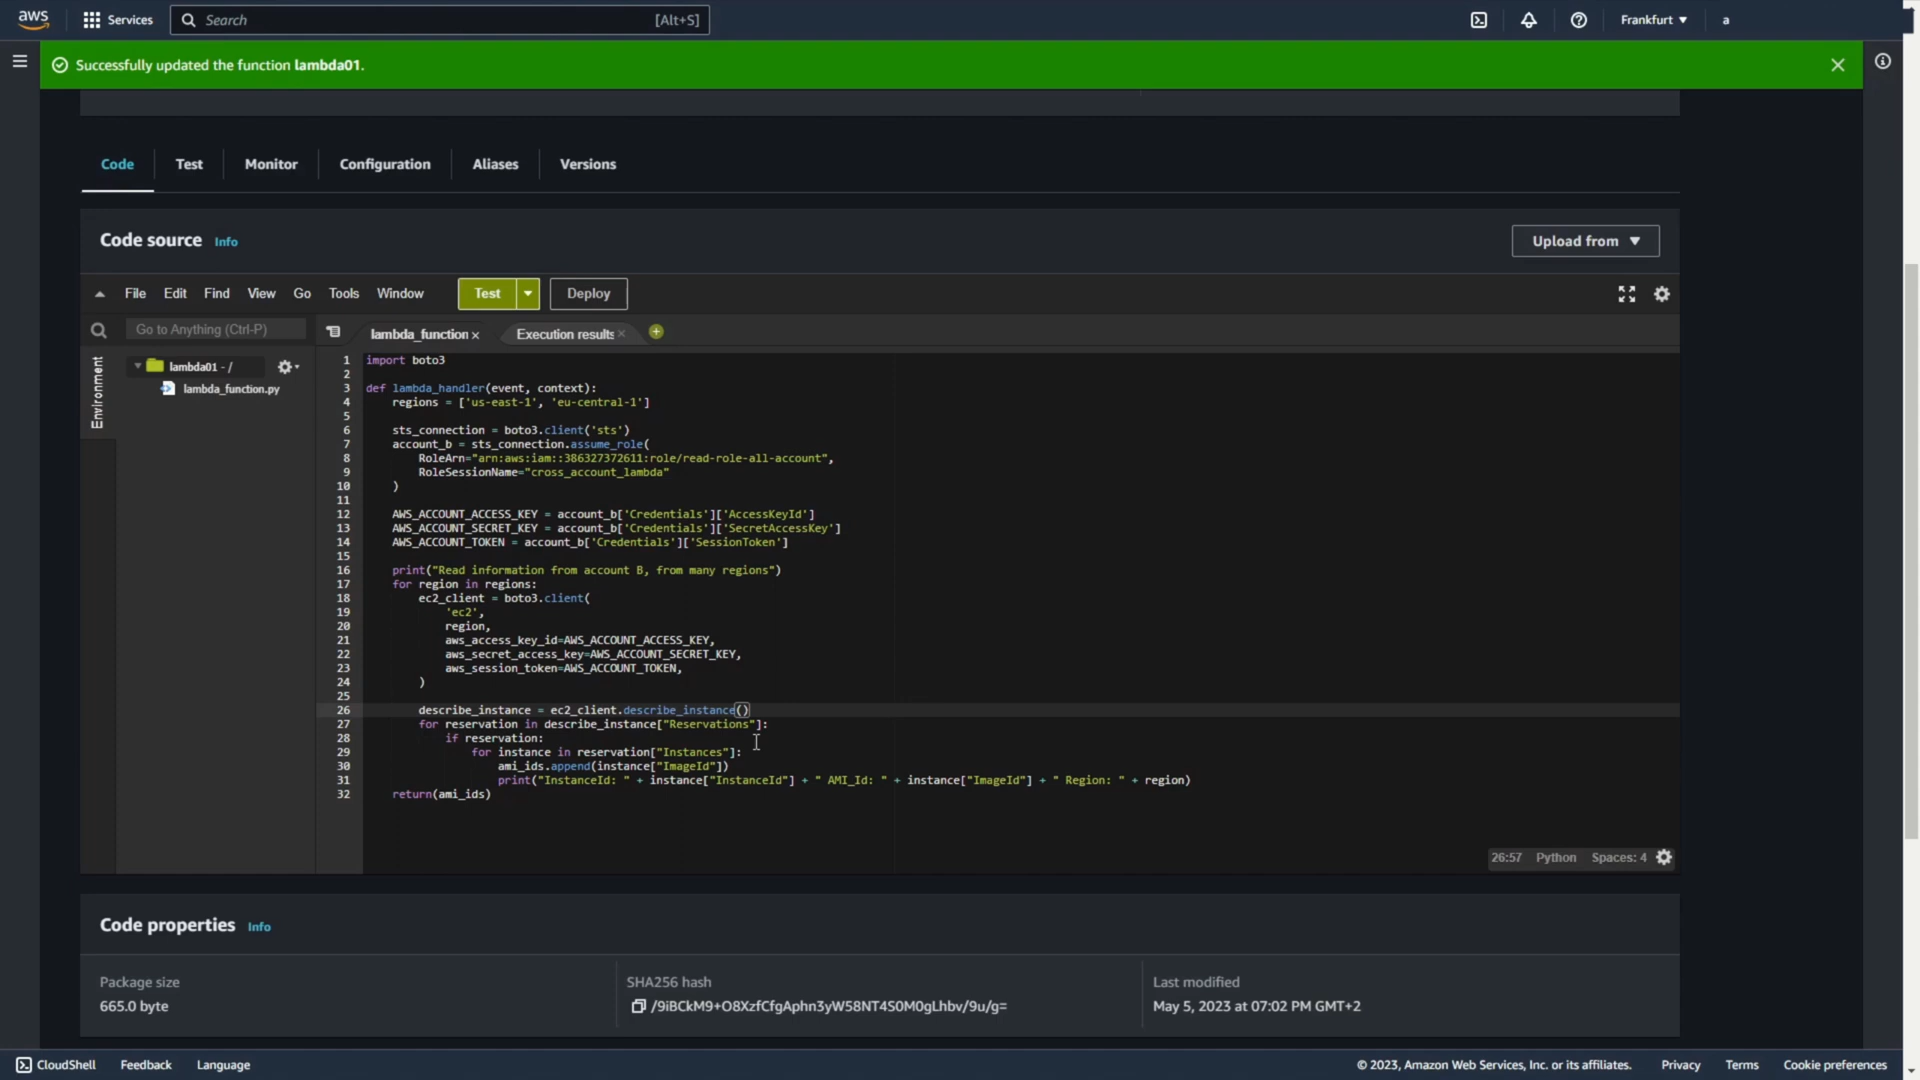 aws Services Search [Alt+S] Frankfurt ▼ a
Successfully updated the function lambda01.
Code Test Monitor Configuration Aliases Versions
Code source Info Upload from ▼
File Edit Find View Go Tools Window Test Deploy
Go to Anything (Ctrl-P) lambda_function × Execution results ×
Environment
lambda01 - /
lambda_function.py
1 import boto3
2
3 def lambda_handler(event, context):
4     regions = ['us-east-1', 'eu-central-1']
5
6     sts_connection = boto3.client('sts')
7     account_b = sts_connection.assume_role(
8         RoleArn="arn:aws:iam::386327372611:role/read-role-all-account",
9         RoleSessionName="cross_account_lambda"
10     )
11
12     AWS_ACCOUNT_ACCESS_KEY = account_b['Credentials']['AccessKeyId']
13     AWS_ACCOUNT_SECRET_KEY = account_b['Credentials']['SecretAccessKey']
14     AWS_ACCOUNT_TOKEN = account_b['Credentials']['SessionToken']
15
16     print("Read information from account B, from many regions")
17     for region in regions:
18         ec2_client = boto3.client(
19             'ec2',
20             region,
21             aws_access_key_id=AWS_ACCOUNT_ACCESS_KEY,
22             aws_secret_access_key=AWS_ACCOUNT_SECRET_KEY,
23             aws_session_token=AWS_ACCOUNT_TOKEN,
24         )
25
26         describe_instance = ec2_client.describe_instance()
27         for reservation in describe_instance["Reservations"]:
28             if reservation:
29                 for instance in reservation["Instances"]:
30                     ami_ids.append(instance["ImageId"])
31                     print("InstanceId: " + instance["InstanceId"] + " AMI_Id: " + instance["ImageId"] + " Region: " + region)
32     return(ami_ids)
26:57 Python Spaces: 4
Code properties Info
Package size SHA256 hash Last modified
665.0 byte /9iBCkM9+O8XzfCfgAphn3yW58NT4S0M0gLhbv/9u/g= May 5, 2023 at 07:02 PM GMT+2
CloudShell Feedback Language © 2023, Amazon Web Services, Inc. or its affiliates. Privacy Terms Cookie preferences